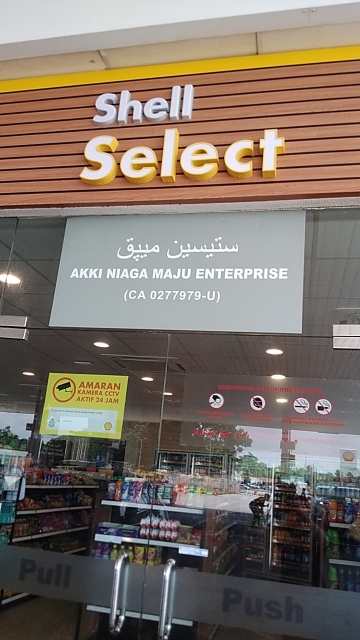 Shell
Select
ستيسين ميڤق
AKKI NIAGA MAJU ENTERPRISE
(CA 0277979-U)
AMARAN
KAMERA CCTV
AKTIF 24 JAM
Pull
Push